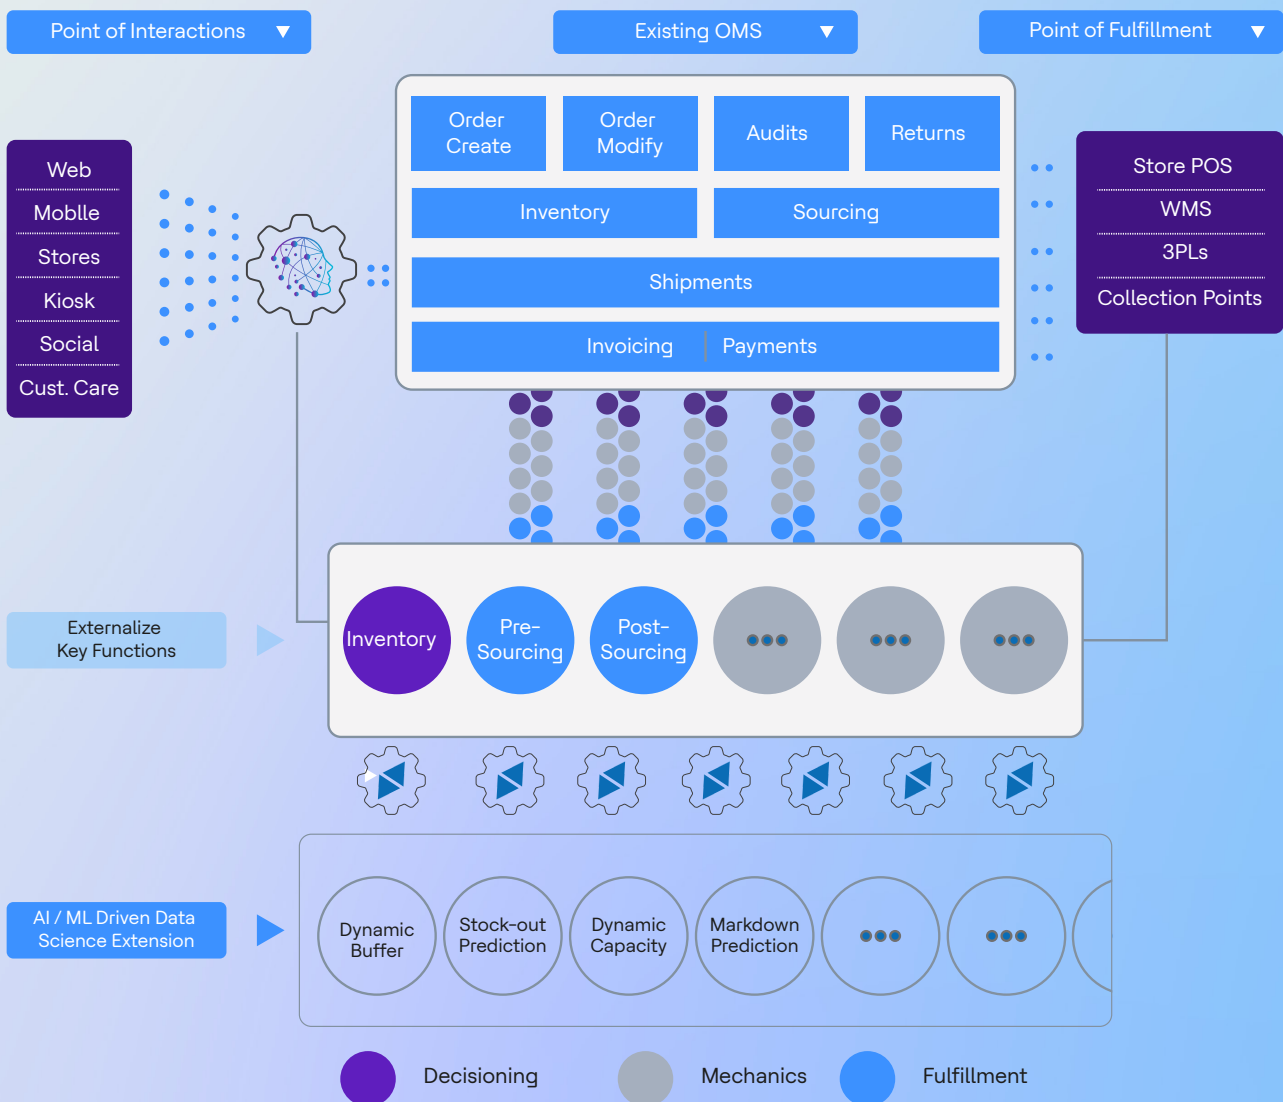 Point of Interactions
Existing OMS
Point of Fulfillment
Web
Moblle
Stores
Kiosk
Social
Cust. Care
Order
Create
Order
Modify
Audits
Returns
Inventory
Sourcing
Shipments
Invoicing
Payments
Store POS
WMS
3PLs
Collection Points
Externalize
Key Functions
Inventory
Pre-
Sourcing
Post-
Sourcing
AI / ML Driven Data
Science Extension
Dynamic
Buffer
Stock-out
Prediction
Dynamic
Capacity
Markdown
Prediction
Decisioning
Mechanics
Fulfillment